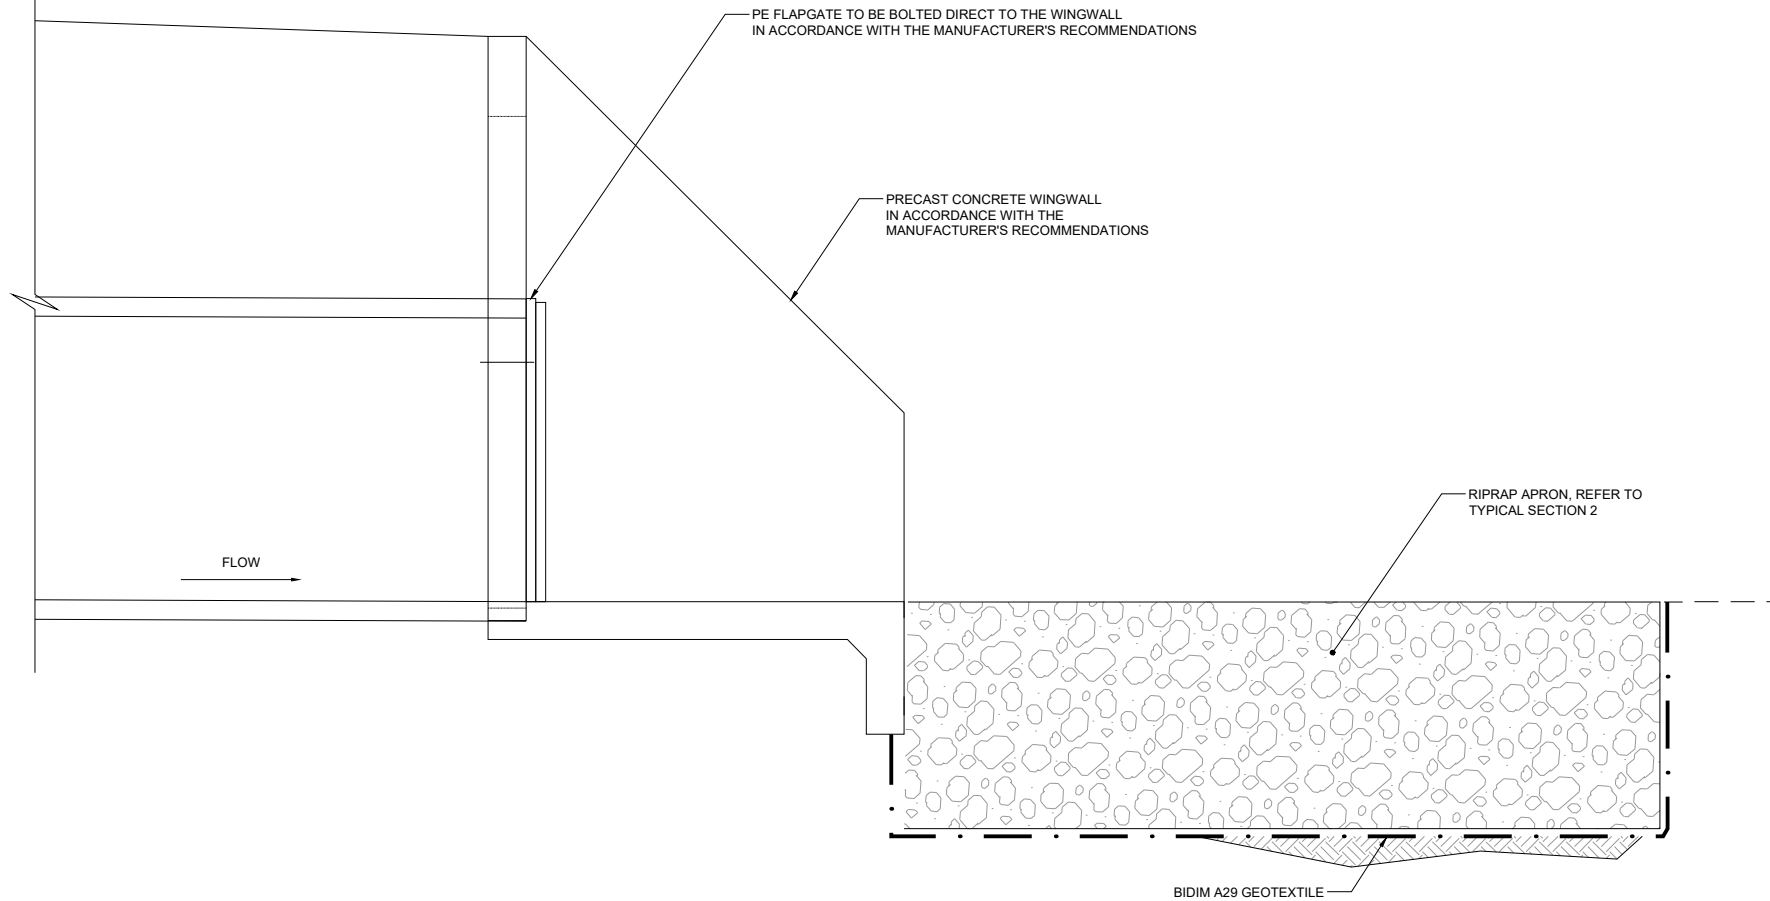 PE FLAPGATE TO BE BOLTED DIRECT TO THE WINGWALL
IN ACCORDANCE WITH THE MANUFACTURER'S RECOMMENDATIONS
PRECAST CONCRETE WINGWALL
IN ACCORDANCE WITH THE
MANUFACTURER'S RECOMMENDATIONS
RIPRAP APRON, REFER TO
TYPICAL SECTION 2
FLOW
BIDIM A29 GEOTEXTILE